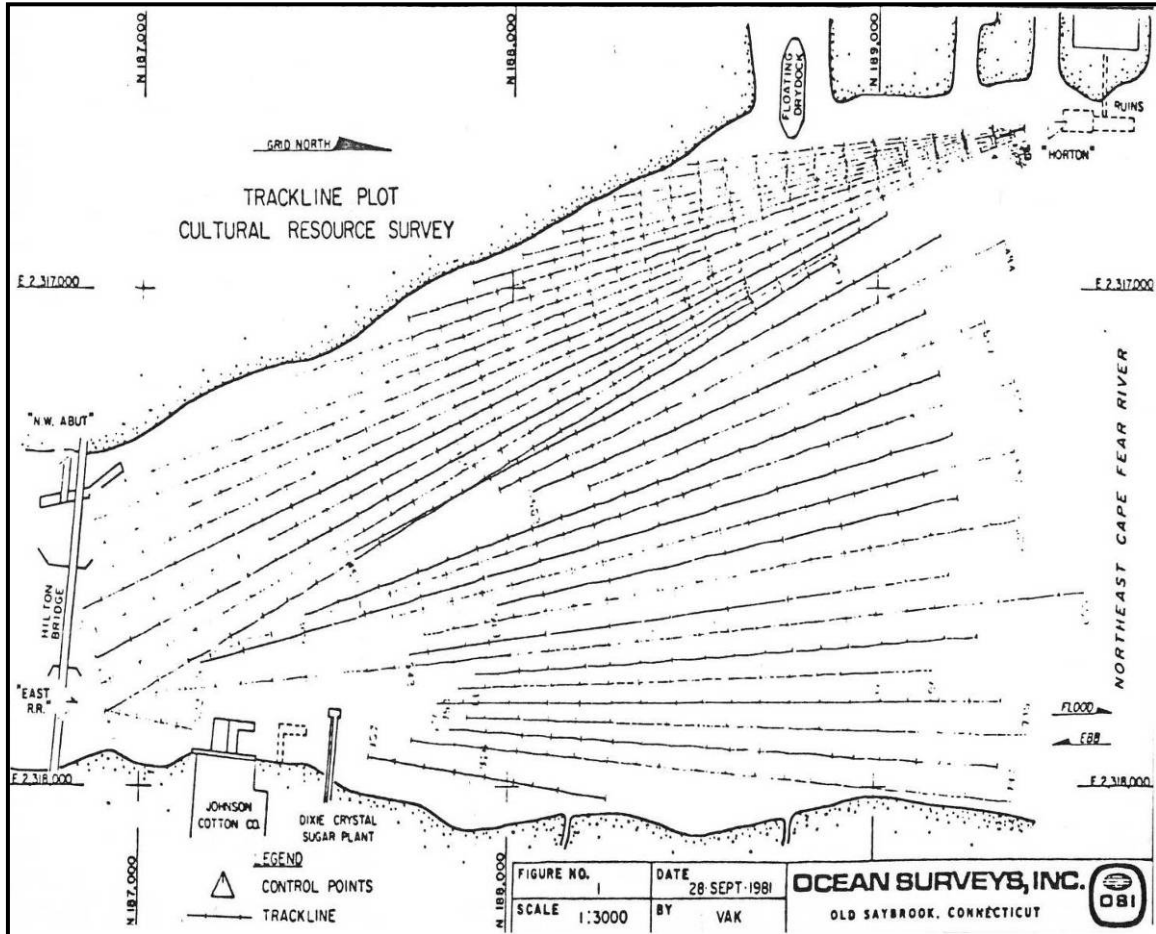 N 187,000
N 188,000
N 189,000
FLOATING
DRYDOCK
RUINS
"HORTON"
GRID NORTH
TRACKLINE PLOT
CULTURAL RESOURCE SURVEY
E 2,317,000
E 2,317,000
"N.W. ABUT"
HILTON
BRIDGE
NORTHEAST CAPE FEAR RIVER
"EAST
R.R."
FLOOD
EBB
E 2,318,000
E 2,318,000
JOHNSON
COTTON CO.
DIXIE CRYSTAL
SUGAR PLANT
N 187,000
N 188,000
LEGEND
CONTROL POINTS
TRACKLINE
FIGURE NO.
1
DATE
28·SEPT·1981
SCALE 1:3000
BY VAK
OCEAN SURVEYS, INC.
OLD SAYBROOK, CONNECTICUT
OSI